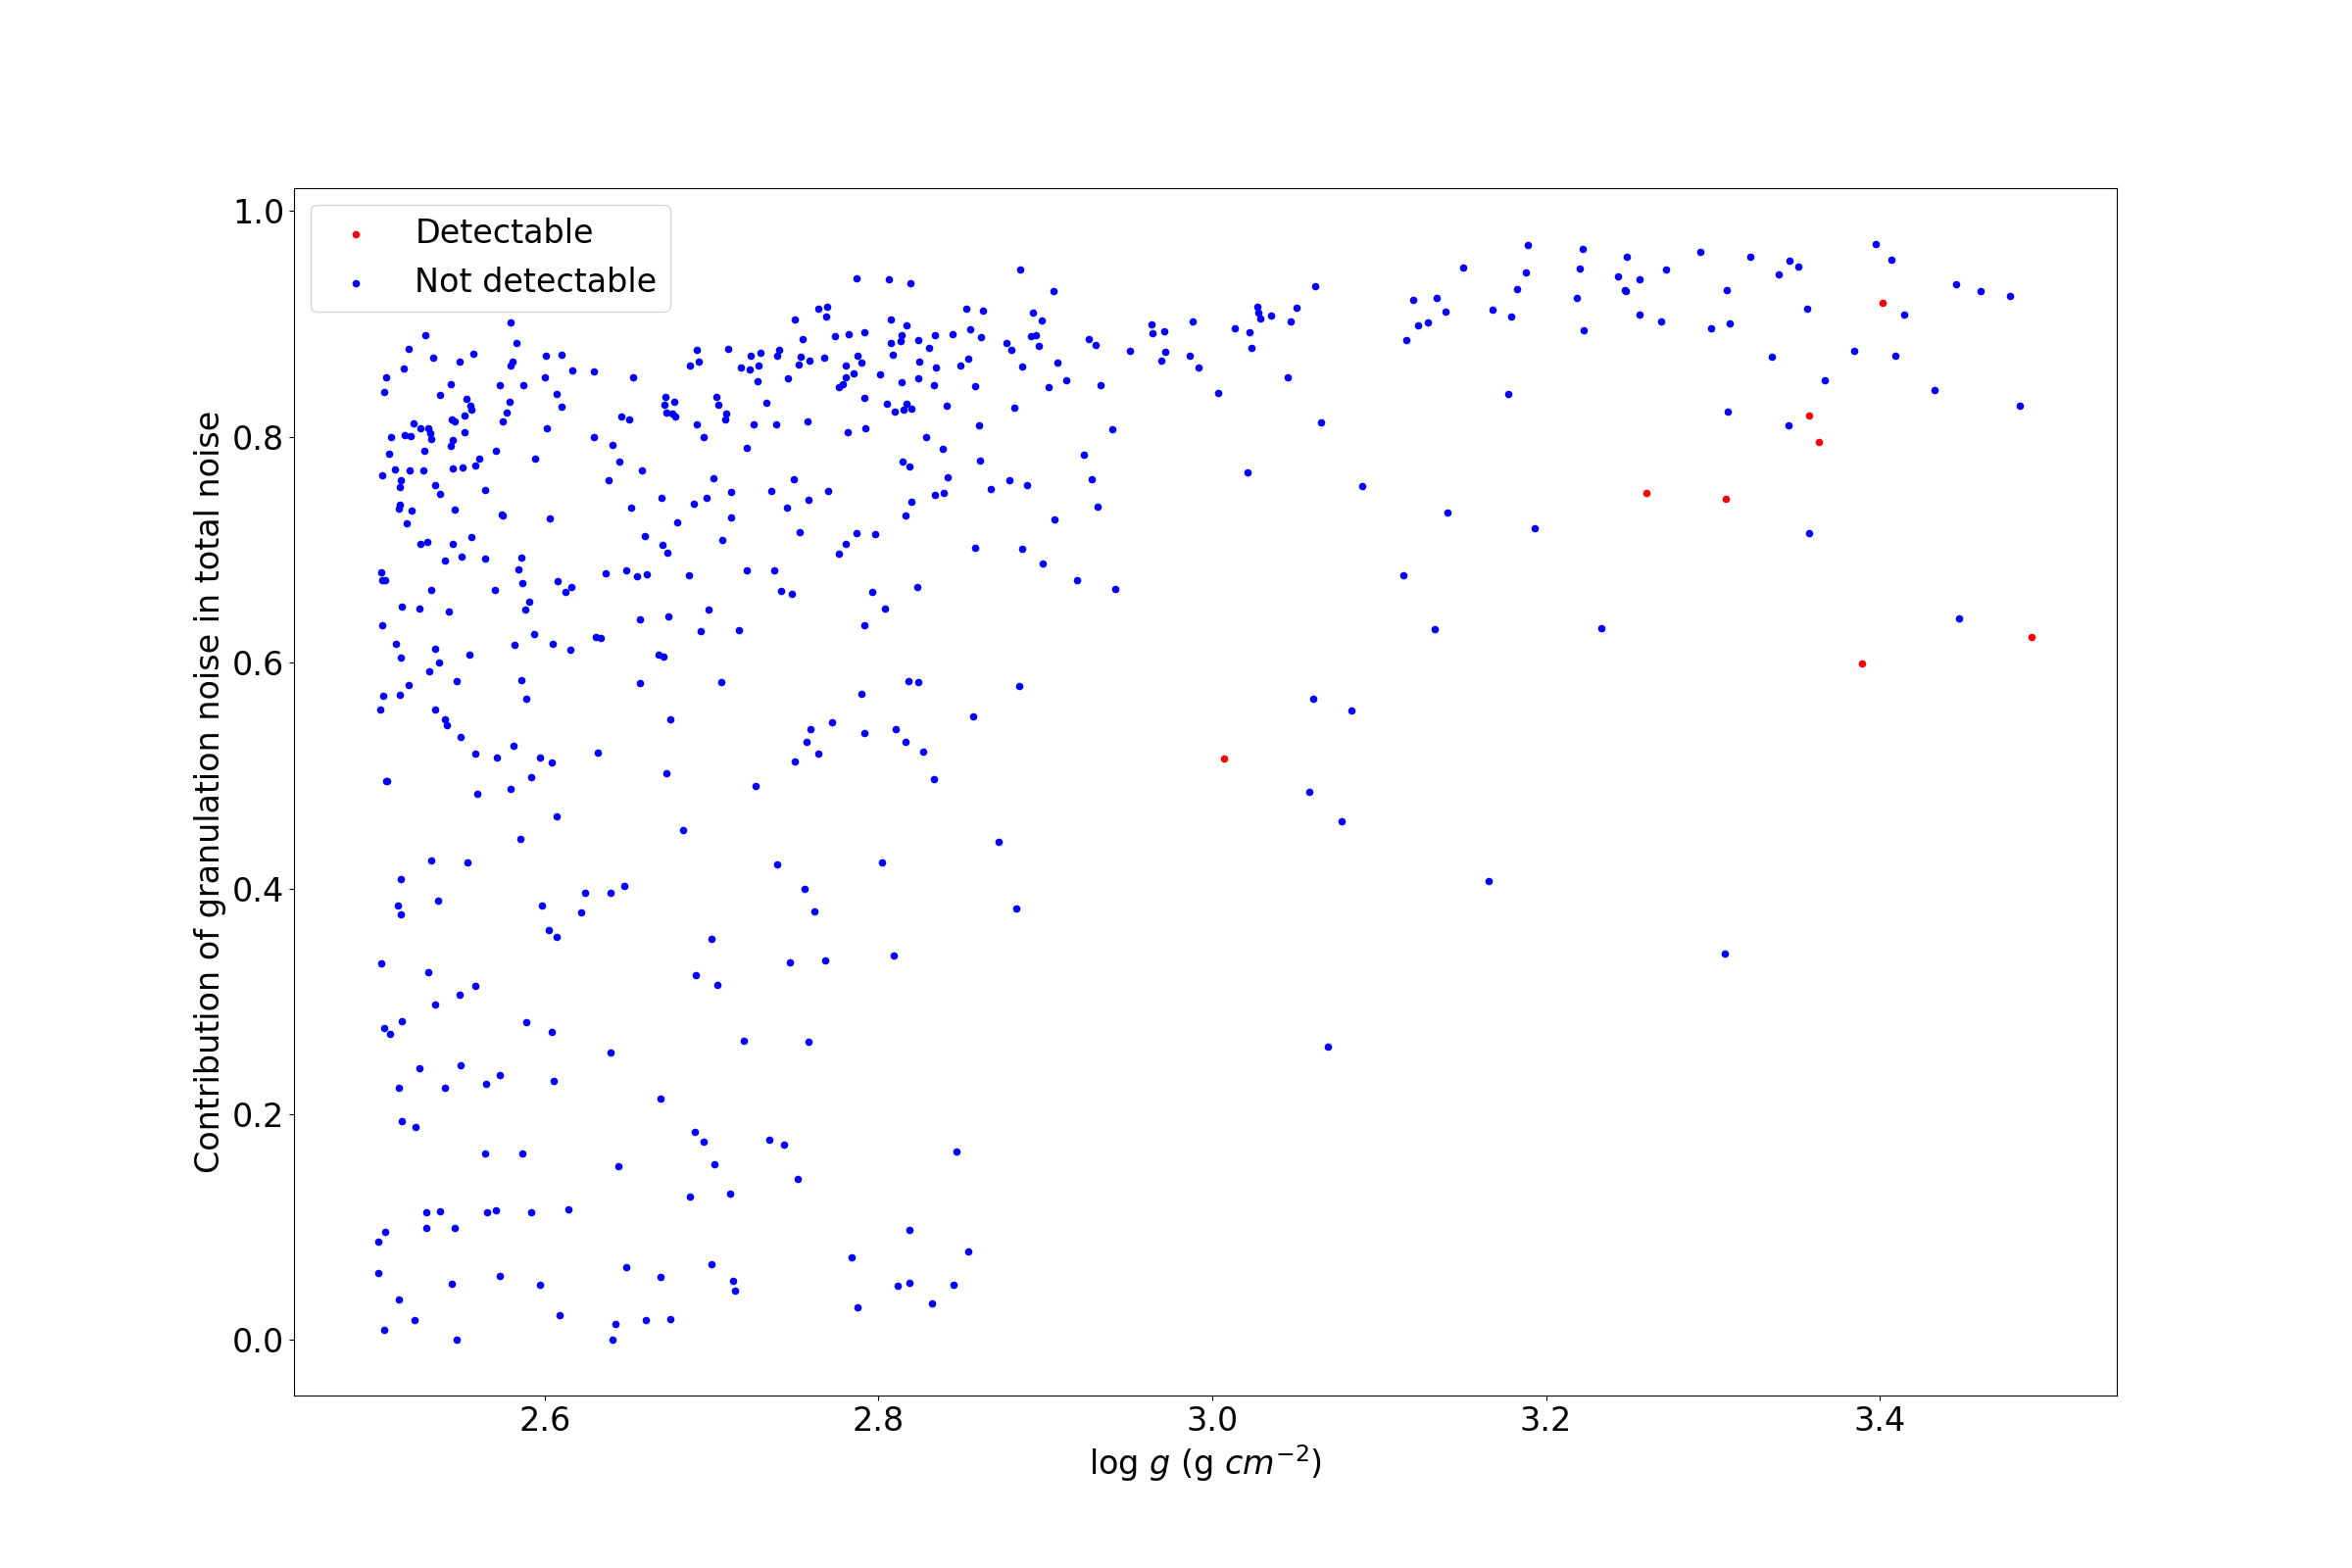 Detectable
Not detectable
Contribution of granulation noise in total noise
1.0
0.8
0.6
0.4
0.2
0.0
2.6 2.8 3.0 3.2 3.4
log g (g cm⁻²)